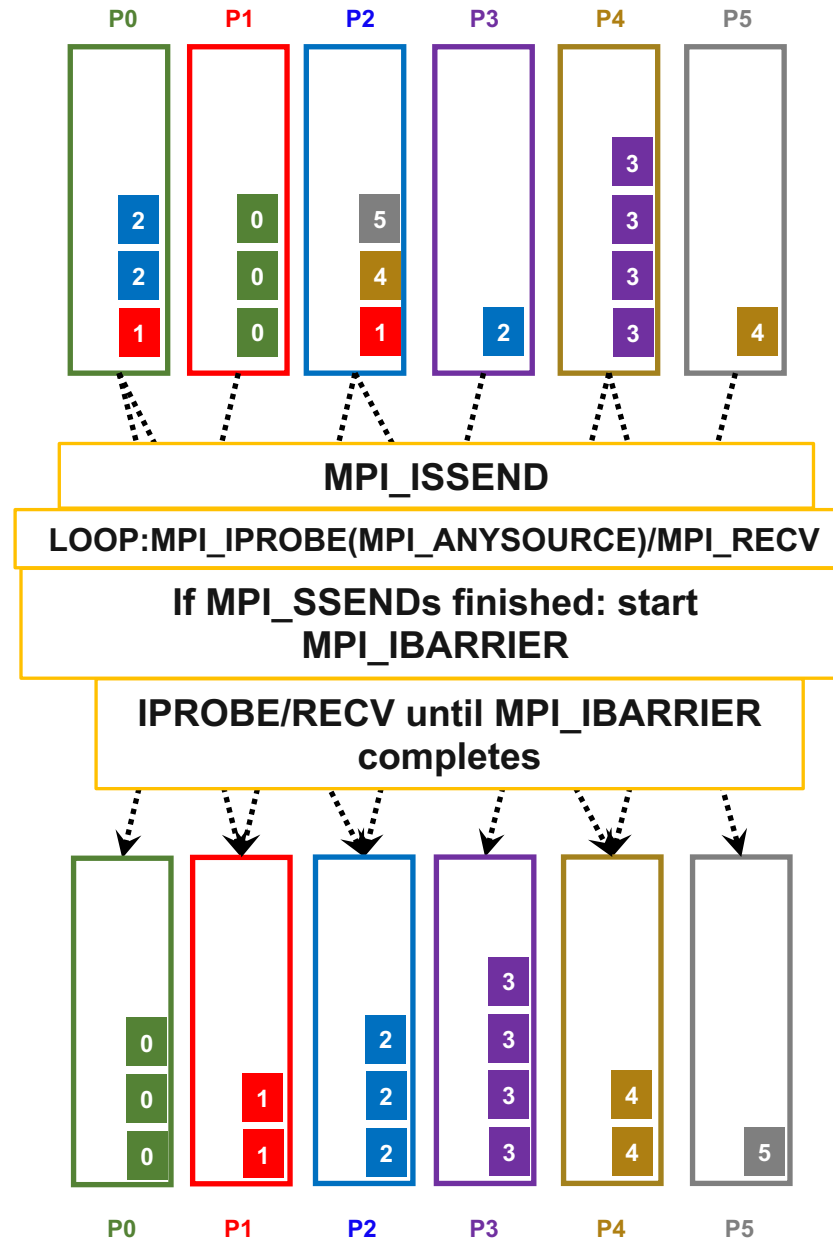 P0 P1 P2 P3 P4 P5
3
2 0 5 3
2 0 4 3
1 0 1 2 3 4
MPI_ISSEND
LOOP:MPI_IPROBE(MPI_ANYSOURCE)/MPI_RECV
If MPI_SSENDs finished: start
MPI_IBARRIER
IPROBE/RECV until MPI_IBARRIER
completes
3
0 2 3
0 1 2 3 4
0 1 2 3 4 5
P0 P1 P2 P3 P4 P5